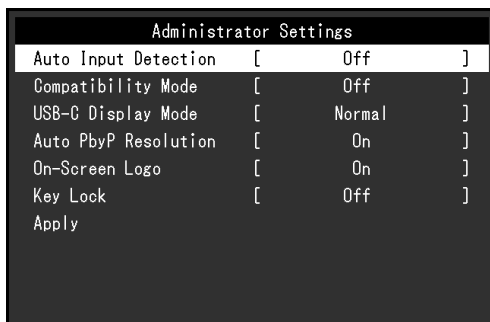 Administrator Settings
Auto Input Detection [ Off ]
Compatibility Mode [ Off ]
USB-C Display Mode [ Normal ]
Auto PbyP Resolution [ On ]
On-Screen Logo [ On ]
Key Lock [ Off ]
Apply